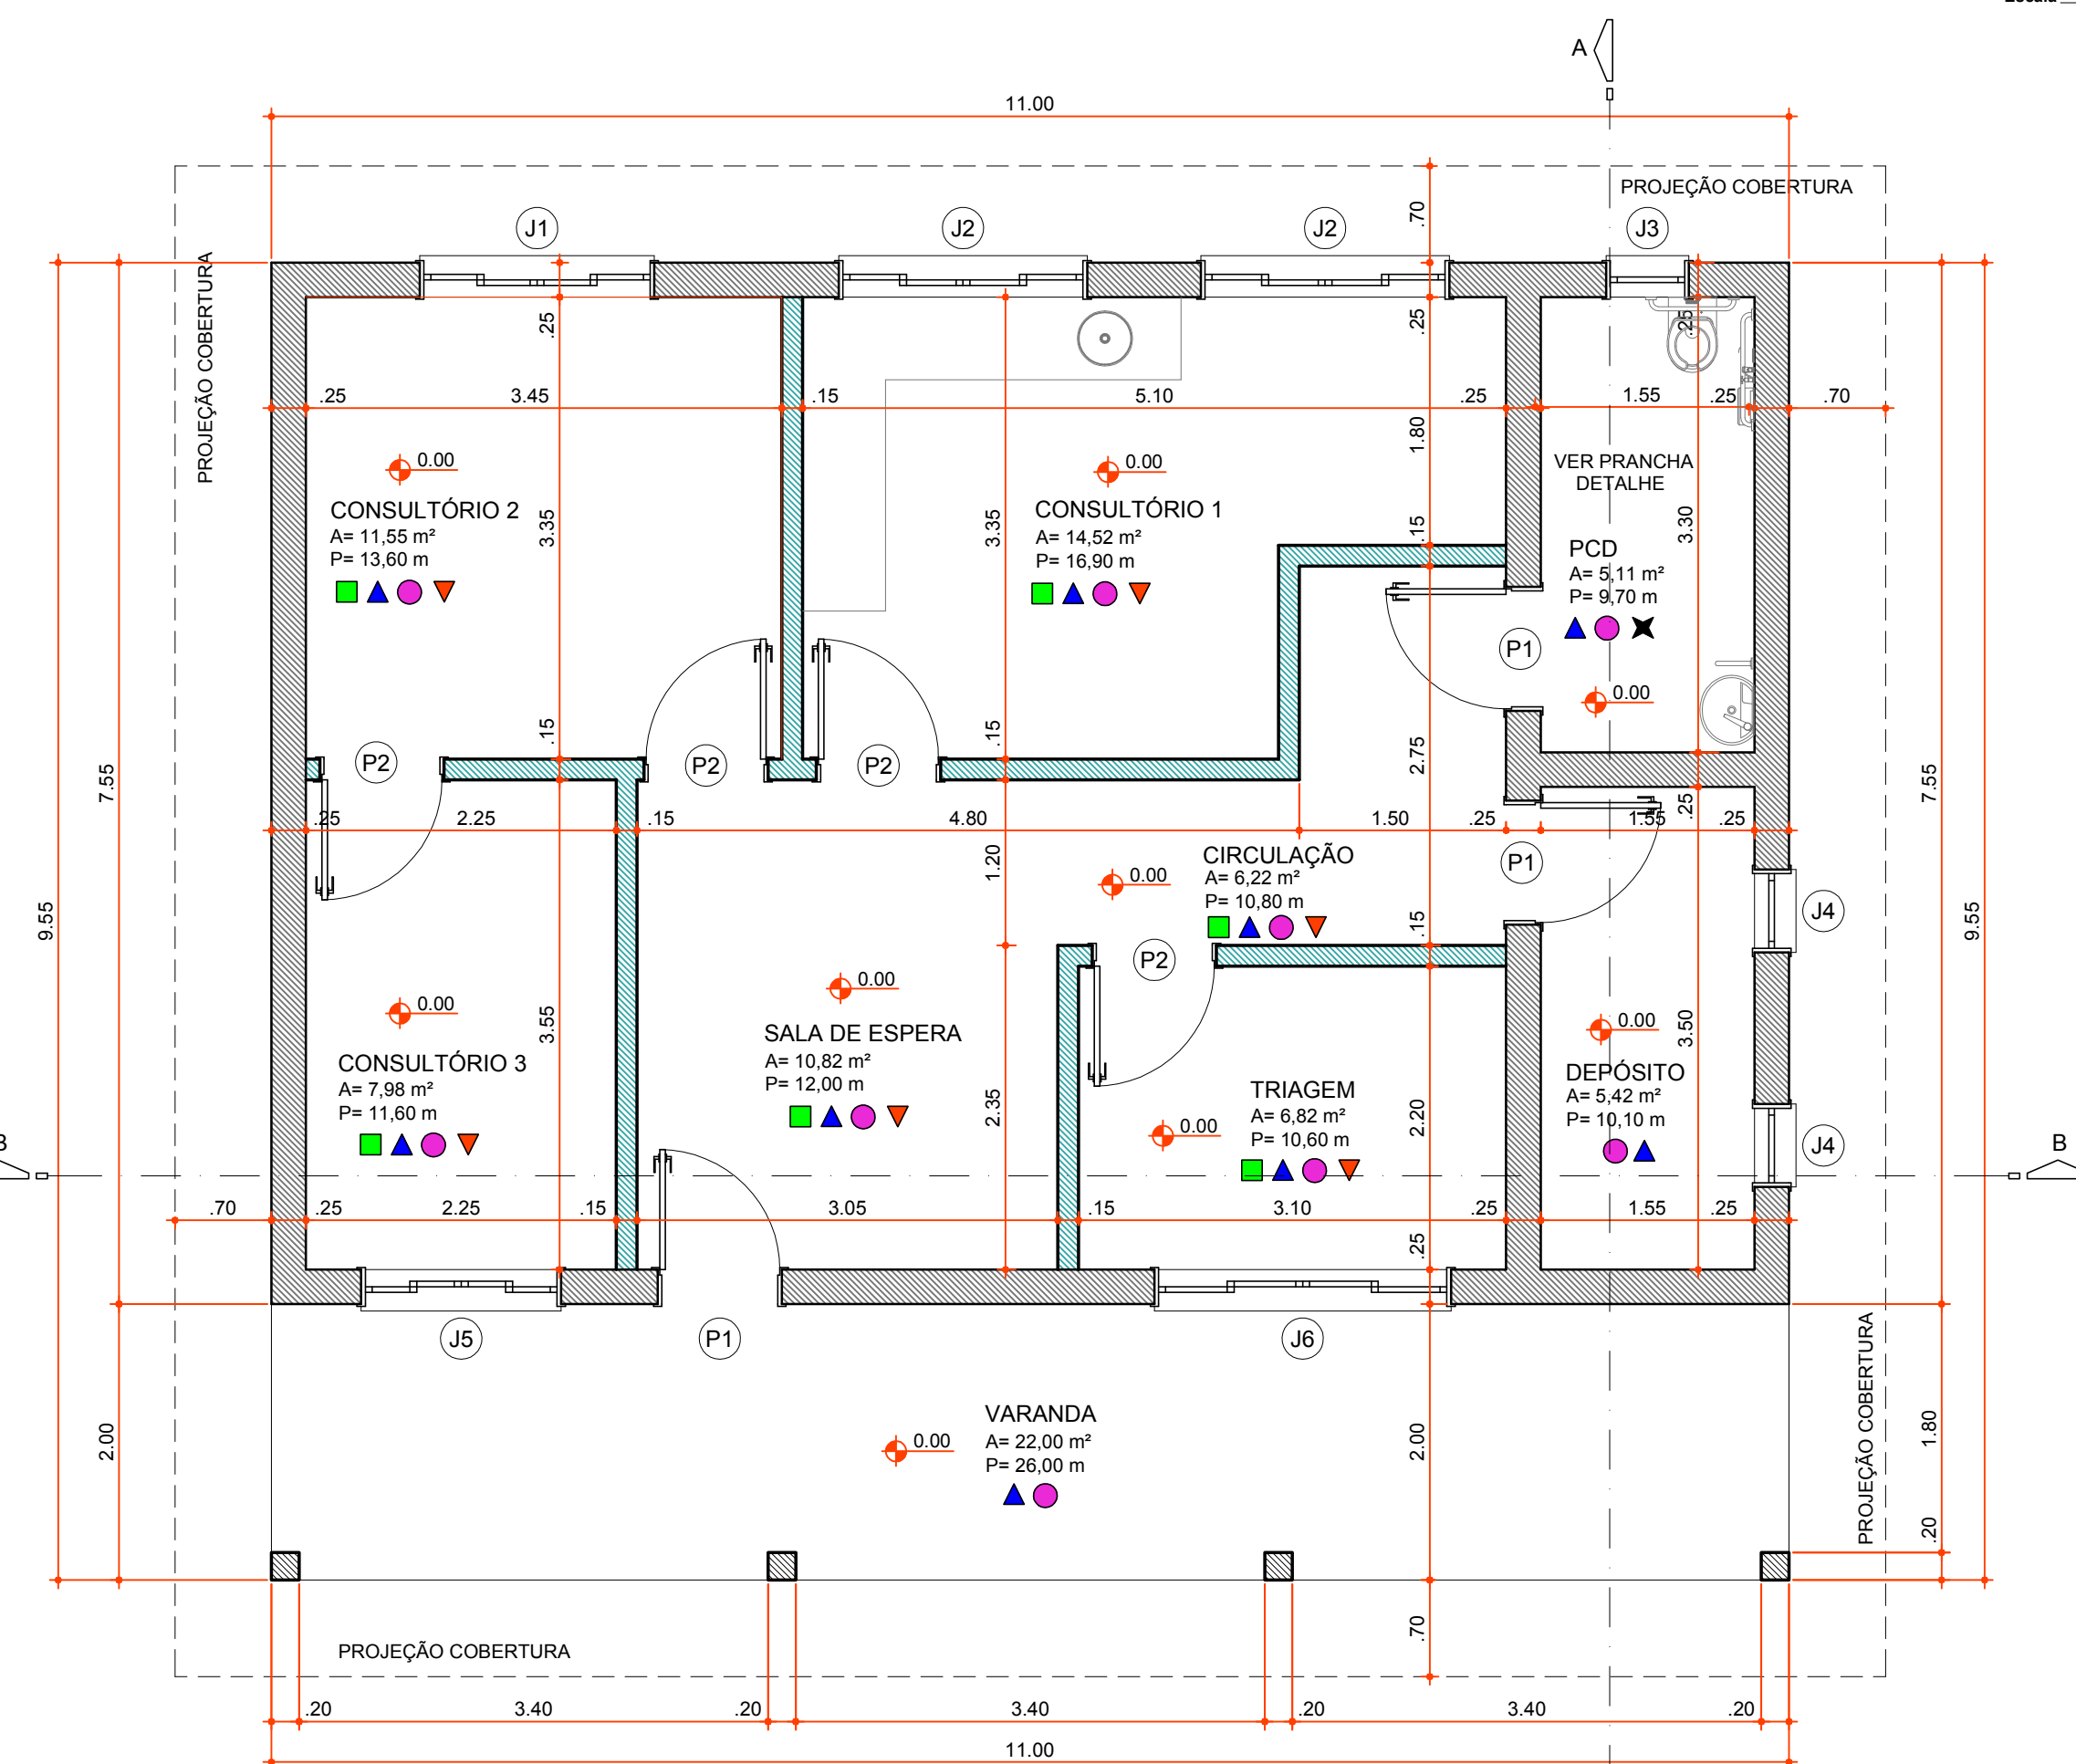 A
11.00
PROJEÇÃO COBERTURA
.70
J1
J2
J2
J3
PROJEÇÃO COBERTURA
.25
.25
.25
.25
3.45
.15
5.10
.25
1.55
.25
.70
1.80
0.00
0.00
VER PRANCHA
DETALHE
CONSULTÓRIO 2
A= 11,55 m²
P= 13,60 m
3.35
3.35
CONSULTÓRIO 1
A= 14,52 m²
P= 16,90 m
.15
3.30
PCD
A= 5,11 m²
P= 9,70 m
P1
0.00
.15
.15
2.75
P2
P2
P2
7.55
7.55
.25
2.25
.15
4.80
1.50
.25
1.55
.25
.25
1.20
CIRCULAÇÃO
A= 6,22 m²
P= 10,80 m
0.00
P1
J4
9.55
9.55
.15
P2
0.00
0.00
0.00
3.55
SALA DE ESPERA
A= 10,82 m²
P= 12,00 m
3.50
CONSULTÓRIO 3
A= 7,98 m²
P= 11,60 m
2.35
TRIAGEM
A= 6,82 m²
P= 10,60 m
0.00
2.20
DEPÓSITO
A= 5,42 m²
P= 10,10 m
J4
B
.70
.25
2.25
.15
3.05
.15
3.10
.25
1.55
.25
.25
J5
P1
J6
PROJEÇÃO COBERTURA
VARANDA
A= 22,00 m²
P= 26,00 m
0.00
2.00
2.00
1.80
.20
PROJEÇÃO COBERTURA
.70
.20
3.40
.20
3.40
.20
3.40
.20
11.00